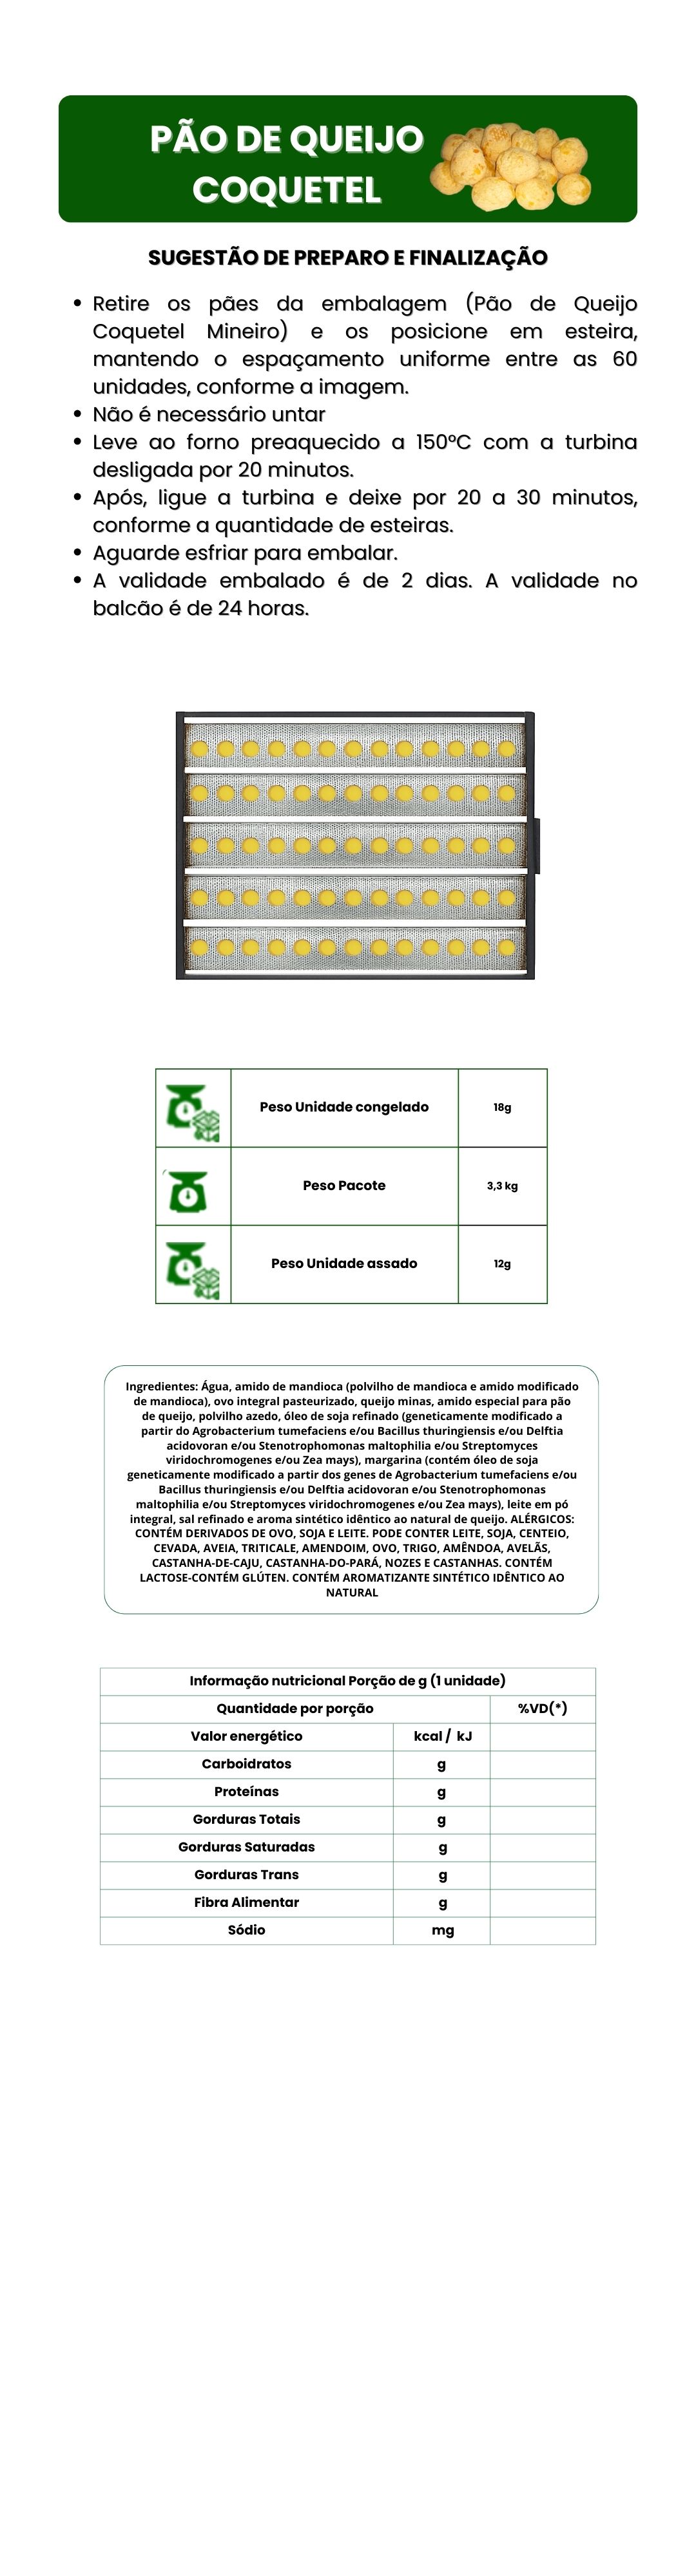 PÃO DE QUEIJO
COQUETEL
SUGESTÃO DE PREPARO E FINALIZAÇÃO
• Retire os pães da embalagem (Pão de Queijo
Coquetel Mineiro) e os posicione em esteira,
mantendo o espaçamento uniforme entre as 60
unidades, conforme a imagem.
• Não é necessário untar
• Leve ao forno preaquecido a 150°C com a turbina
desligada por 20 minutos.
• Após, ligue a turbina e deixe por 20 a 30 minutos,
conforme a quantidade de esteiras.
• Aguarde esfriar para embalar.
• A validade embalado é de 2 dias. A validade no
balcão é de 24 horas.
Peso Unidade congelado 18g
Peso Pacote 3,3 kg
Peso Unidade assado 12g
Ingredientes: Água, amido de mandioca (polvilho de mandioca e amido modificado
de mandioca), ovo integral pasteurizado, queijo minas, amido especial para pão
de queijo, polvilho azedo, óleo de soja refinado (geneticamente modificado a
partir do Agrobacterium tumefaciens e/ou Bacillus thuringiensis e/ou Delftia
acidovoran e/ou Stenotrophomonas maltophilia e/ou Streptomyces
viridochromogenes e/ou Zea mays), margarina (contém óleo de soja
geneticamente modificado a partir dos genes de Agrobacterium tumefaciens e/ou
Bacillus thuringiensis e/ou Delftia acidovoran e/ou Stenotrophomonas
maltophilia e/ou Streptomyces viridochromogenes e/ou Zea mays), leite em pó
integral, sal refinado e aroma sintético idêntico ao natural de queijo. ALÉRGICOS:
CONTÉM DERIVADOS DE OVO, SOJA E LEITE. PODE CONTER LEITE, SOJA, CENTEIO,
CEVADA, AVEIA, TRITICALE, AMENDOIM, OVO, TRIGO, AMÊNDOA, AVELÃS,
CASTANHA-DE-CAJU, CASTANHA-DO-PARÁ, NOZES E CASTANHAS. CONTÉM
LACTOSE-CONTÉM GLÚTEN. CONTÉM AROMATIZANTE SINTÉTICO IDÊNTICO AO
NATURAL
Informação nutricional Porção de g (1 unidade)
Quantidade por porção %VD(*)
Valor energético kcal / kJ
Carboidratos g
Proteínas g
Gorduras Totais g
Gorduras Saturadas g
Gorduras Trans g
Fibra Alimentar g
Sódio mg